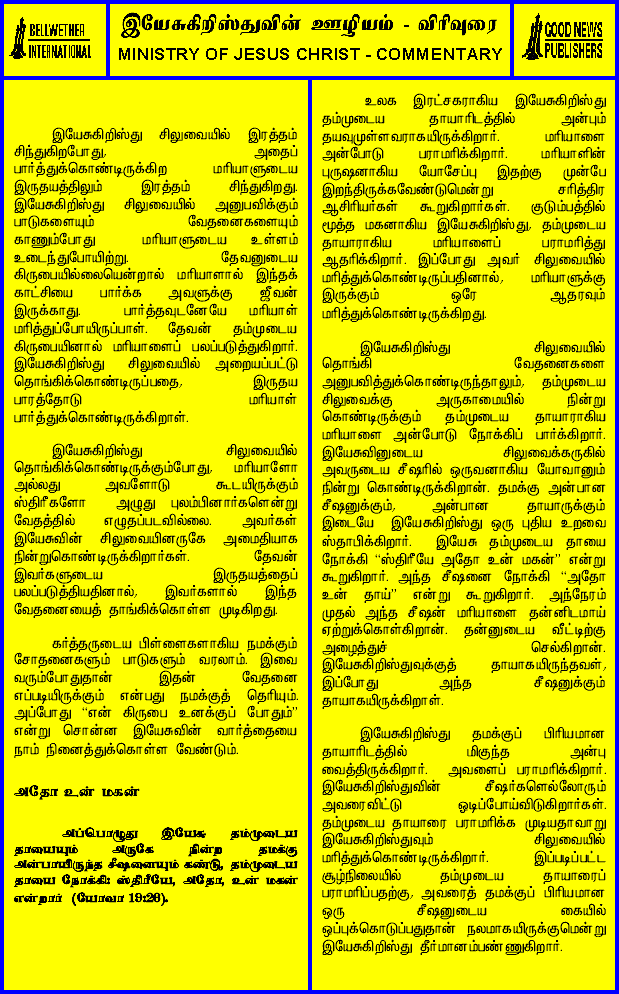 BELLWETHER
INTERNATIONAL
இயேசுகிறிஸ்துவின் ஊழியம் - விரிவுரை
MINISTRY OF JESUS CHRIST - COMMENTARY
GOOD NEWS
PUBLISHERS
இயேசுகிறிஸ்து சிலுவையில் இரத்தம்
சிந்துகிறபோது, அதைப்
பார்த்துக்கொண்டிருக்கிற மரியாளுடைய
இருதயத்திலும் இரத்தம் சிந்துகிறது.
இயேசுகிறிஸ்து சிலுவையில் அனுபவிக்கும்
பாடுகளையும் வேதனைகளையும்
காணும்போது மரியாளுடைய உள்ளம்
உடைந்துபோயிற்று. தேவனுடைய
கிருபையில்லையென்றால் மரியாளால் இந்தக்
காட்சியை பார்க்க அவளுக்கு ஜீவன்
இருக்காது. பார்த்தவுடனேயே மரியாள்
மரித்துப்போயிருப்பாள். தேவன் தம்முடைய
கிருபையினால் மரியாளைப் பலப்படுத்துகிறார்.
இயேசுகிறிஸ்து சிலுவையில் அறையப்பட்டு
தொங்கிக்கொண்டிருப்பதை, இருதய
பாரத்தோடு மரியாள்
பார்த்துக்கொண்டிருக்கிறாள்.
இயேசுகிறிஸ்து சிலுவையில்
தொங்கிக்கொண்டிருக்கும்போது, மரியாளோ
அல்லது அவளோடு கூடயிருக்கும்
ஸ்திரீகளோ அழுது புலம்பினார்களென்று
வேதத்தில் எழுதப்படவில்லை. அவர்கள்
இயேசுவின் சிலுவையினருகே அமைதியாக
நின்றுகொண்டிருக்கிறார்கள். தேவன்
இவர்களுடைய இருதயத்தைப்
பலப்படுத்தியதினால், இவர்களால் இந்த
வேதனையைத் தாங்கிக்கொள்ள முடிகிறது.
கர்த்தருடைய பிள்ளைகளாகிய நமக்கும்
சோதனைகளும் பாடுகளும் வரலாம். இவை
வரும்போதுதான் இதன் வேதனை
எப்படியிருக்கும் என்பது நமக்குத் தெரியும்.
அப்போது “என் கிருபை உனக்குப் போதும்”
என்று சொன்ன இயேசுவின் வார்த்தையை
நாம் நினைத்துக்கொள்ள வேண்டும்.
அதோ உன் மகன்
அப்பொழுது இயேசு தம்முடைய
தாயையும் அருகே நின்ற தமக்கு
அன்பாயிருந்த சீஷனையும் கண்டு, தம்முடைய
தாயை நோக்கி: ஸ்திரீயே, அதோ, உன் மகன்
என்றார் (யோவா 19:26).
உலக இரட்சகராகிய இயேசுகிறிஸ்து
தம்முடைய தாயாரிடத்தில் அன்பும்
தயவுமுள்ளவராகயிருக்கிறார். மரியாளை
அன்போடு பராமரிக்கிறார். மரியாளின்
புருஷனாகிய யோசேப்பு இதற்கு முன்பே
இறந்திருக்கவேண்டுமென்று சரித்திர
ஆசிரியர்கள் கூறுகிறார்கள். குடும்பத்தில்
மூத்த மகனாகிய இயேசுகிறிஸ்து, தம்முடைய
தாயாராகிய மரியாளைப் பராமரித்து
ஆதரிக்கிறார். இப்போது அவர் சிலுவையில்
மரித்துக்கொண்டிருப்பதினால், மரியாளுக்கு
இருக்கும் ஒரே ஆதரவும்
மரித்துக்கொண்டிருக்கிறது.
இயேசுகிறிஸ்து சிலுவையில்
தொங்கி வேதனைகளை
அனுபவித்துக்கொண்டிருந்தாலும், தம்முடைய
சிலுவைக்கு அருகாமையில் நின்று
கொண்டிருக்கும் தம்முடைய தாயாராகிய
மரியாளை அன்போடு நோக்கிப் பார்க்கிறார்.
இயேசுவினுடைய சிலுவைக்கருகில்
அவருடைய சீஷரில் ஒருவனாகிய யோவானும்
நின்று கொண்டிருக்கிறான். தமக்கு அன்பான
சீஷனுக்கும், அன்பான தாயாருக்கும்
இடையே இயேசுகிறிஸ்து ஒரு புதிய உறவை
ஸ்தாபிக்கிறார். இயேசு தம்முடைய தாயை
நோக்கி “ஸ்திரீயே அதோ உன் மகன்” என்று
கூறுகிறார். அந்த சீஷனை நோக்கி “அதோ
உன் தாய்” என்று கூறுகிறார். அந்நேரம்
முதல் அந்த சீஷன் மரியாளை தன்னிடமாய்
ஏற்றுக்கொள்கிறான். தன்னுடைய வீட்டிற்கு
அழைத்துச் செல்கிறான்.
இயேசுகிறிஸ்துவுக்குத் தாயாகயிருந்தவள்,
இப்போது அந்த சீஷனுக்கும்
தாயாகயிருக்கிறாள்.
இயேசுகிறிஸ்து தமக்குப் பிரியமான
தாயாரிடத்தில் மிகுந்த அன்பு
வைத்திருக்கிறார். அவளைப் பராமரிக்கிறார்.
இயேசுகிறிஸ்துவின் சீஷர்களெல்லோரும்
அவரைவிட்டு ஓடிப்போய்விடுகிறார்கள்.
தம்முடைய தாயாரை பராமரிக்க முடியதாவாறு
இயேசுகிறிஸ்துவும் சிலுவையில்
மரித்துக்கொண்டிருக்கிறார். இப்படிப்பட்ட
சூழ்நிலையில் தம்முடைய தாயாரைப்
பராமரிப்பதற்கு, அவரைத் தமக்குப் பிரியமான
ஒரு சீஷனுடைய கையில்
ஒப்புக்கொடுப்பதுதான் நலமாகயிருக்குமென்று
இயேசுகிறிஸ்து தீர்மானம்பண்ணுகிறார்.